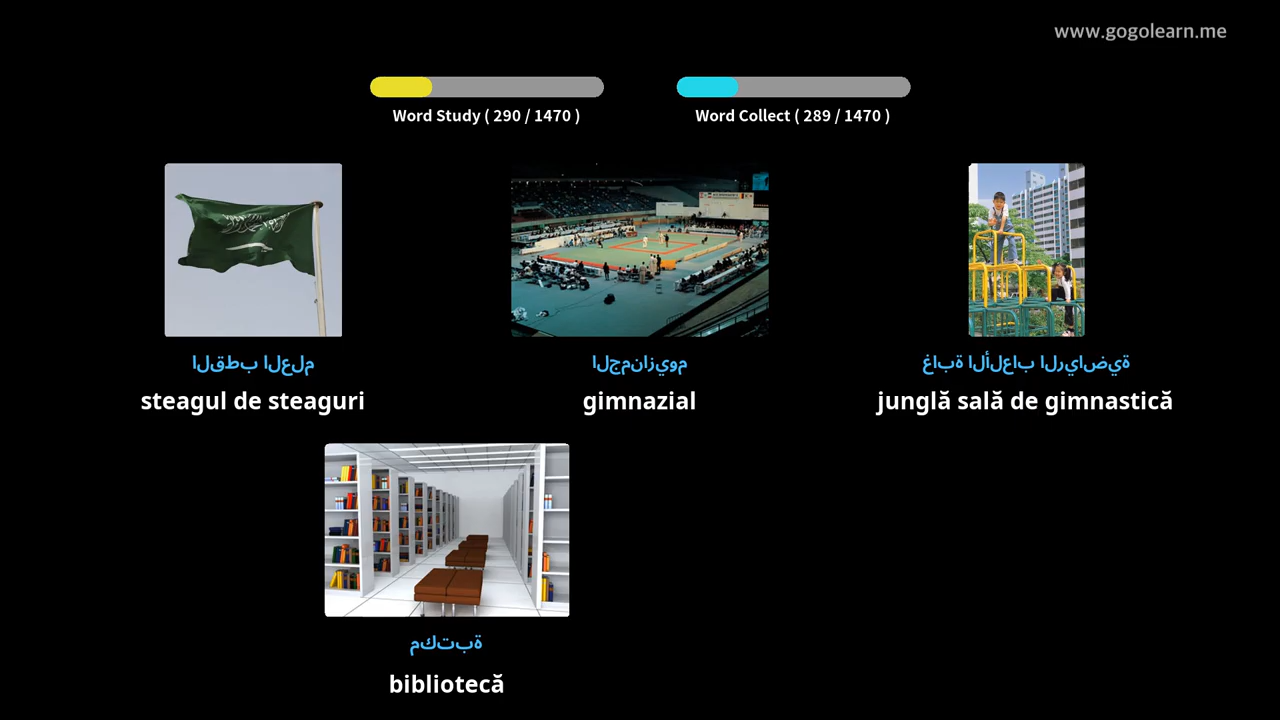 www.gogolearn.me
Word Study ( 290 / 1470 )
Word Collect ( 289 / 1470 )
القطب العلم
steagul de steaguri
الجمنازيوم
gimnazial
غابة الألعاب الرياضية
junglă sală de gimnastică
مكتبة
bibliotecă